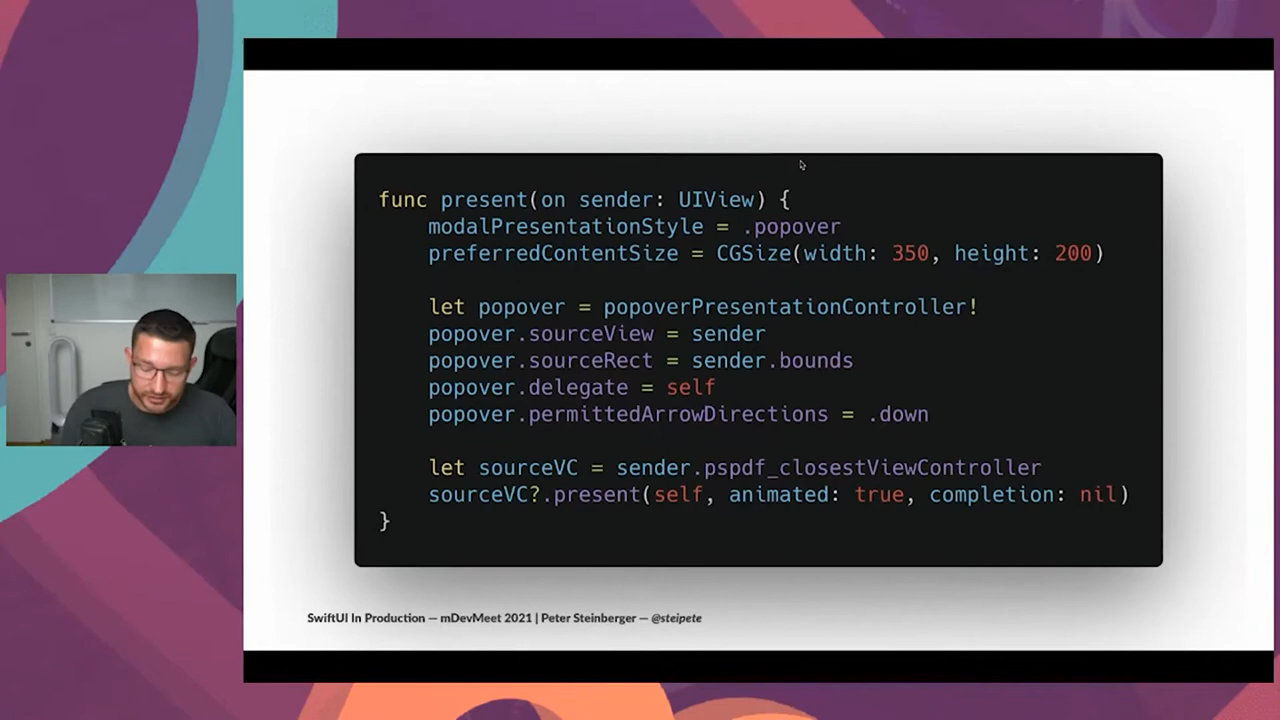 func present(on sender: UIView) {
modalPresentationStyle = .popover
preferredContentSize = CGSize(width: 350, height: 200)
let popover = popoverPresentationController!
popover.sourceView = sender
popover.sourceRect = sender.bounds
popover.delegate = self
popover.permittedArrowDirections = .down
let sourceVC = sender.pspdf_closestViewController
sourceVC?.present(self, animated: true, completion: nil)
}
SwiftUI In Production — mDevMeet 2021 | Peter Steinberger — @steipete